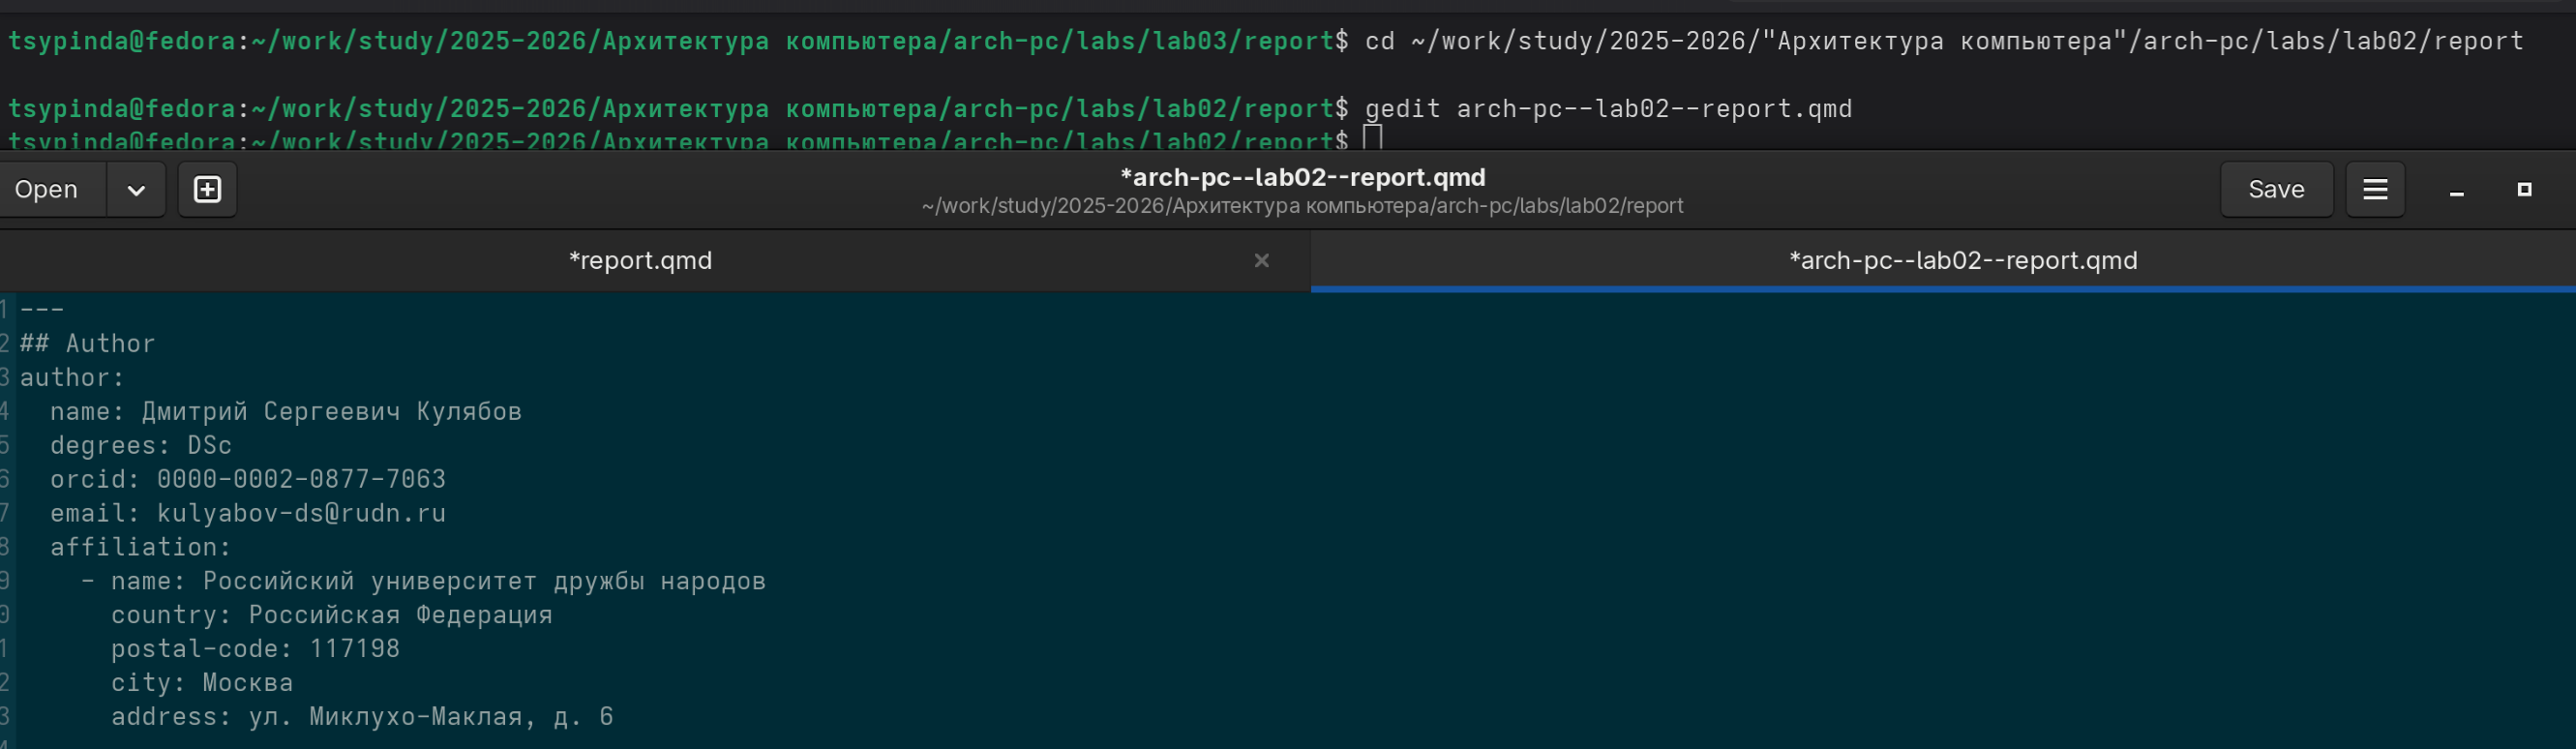 tsypinda@fedora:~/work/study/2025-2026/Архитектура компьютера/arch-pc/labs/lab03/report$ cd ~/work/study/2025-2026/"Архитектура компьютера"/arch-pc/labs/lab02/report
tsypinda@fedora:~/work/study/2025-2026/Архитектура компьютера/arch-pc/labs/lab02/report$ gedit arch-pc--lab02--report.qmd
tsypinda@fedora:~/work/study/2025-2026/Архитектура компьютера/arch-pc/labs/lab02/report$
Open
*arch-pc--lab02--report.qmd
~/work/study/2025-2026/Архитектура компьютера/arch-pc/labs/lab02/report
Save
*report.qmd
*arch-pc--lab02--report.qmd
1 ---
2 ## Author
3 author:
4   name: Дмитрий Сергеевич Кулябов
5   degrees: DSc
6   orcid: 0000-0002-0877-7063
7   email: kulyabov-ds@rudn.ru
8   affiliation:
9     - name: Российский университет дружбы народов
0       country: Российская Федерация
1       postal-code: 117198
2       city: Москва
3       address: ул. Миклухо-Маклая, д. 6